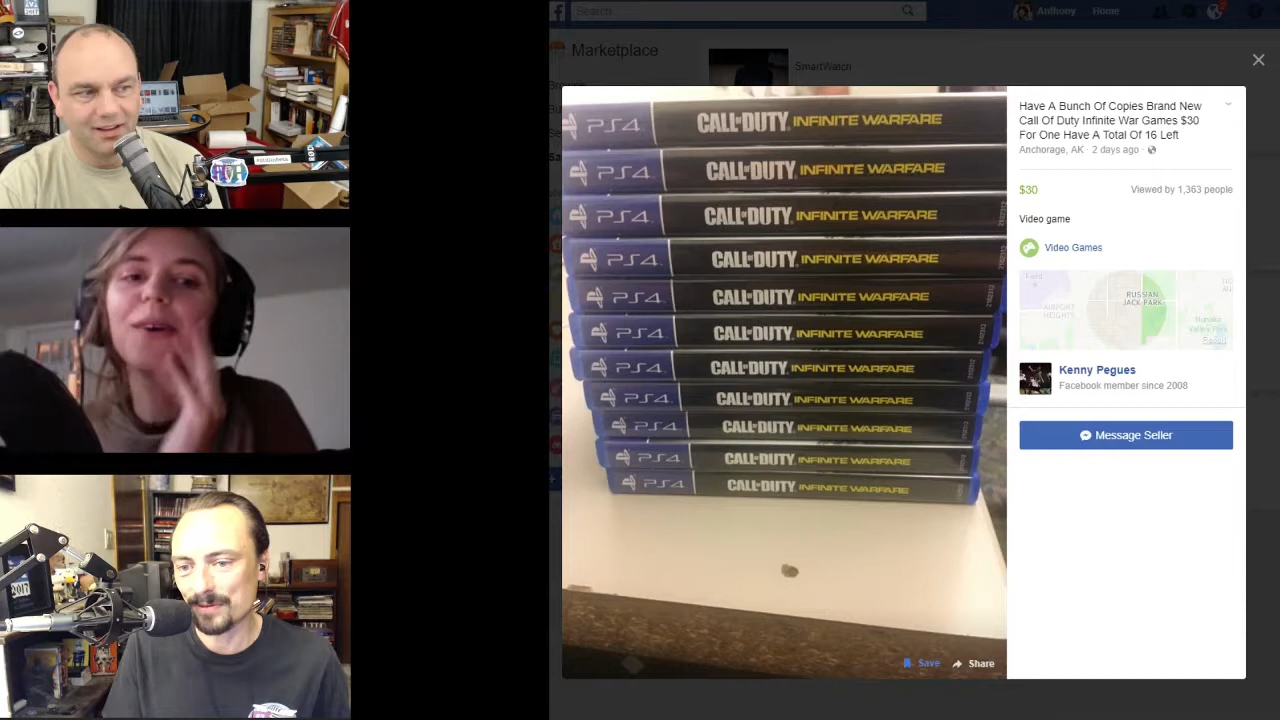 Search...
Anthony
Home
Marketplace
SmartWatch
Have A Bunch Of Copies Brand New
Call Of Duty Infinite War Games $30
For One Have A Total Of 16 Left
Anchorage, AK · 2 days ago ·
$30
Viewed by 1,363 people
Video game
Video Games
RUSSIAN
JACK PARK
AIRPORT
HEIGHTS
Kenny Pegues
Facebook member since 2008
Message Seller
PS4 CALL OF DUTY INFINITE WARFARE
PS4 CALL OF DUTY INFINITE WARFARE
PS4 CALL OF DUTY INFINITE WARFARE
PS4 CALL OF DUTY INFINITE WARFARE
PS4 CALL OF DUTY INFINITE WARFARE
PS4 CALL OF DUTY INFINITE WARFARE
PS4 CALL OF DUTY INFINITE WARFARE
PS4 CALL OF DUTY INFINITE WARFARE
PS4 CALL OF DUTY INFINITE WARFARE
PS4 CALL OF DUTY INFINITE WARFARE
PS4 CALL OF DUTY INFINITE WARFARE
Save
Share
RØDE
2017